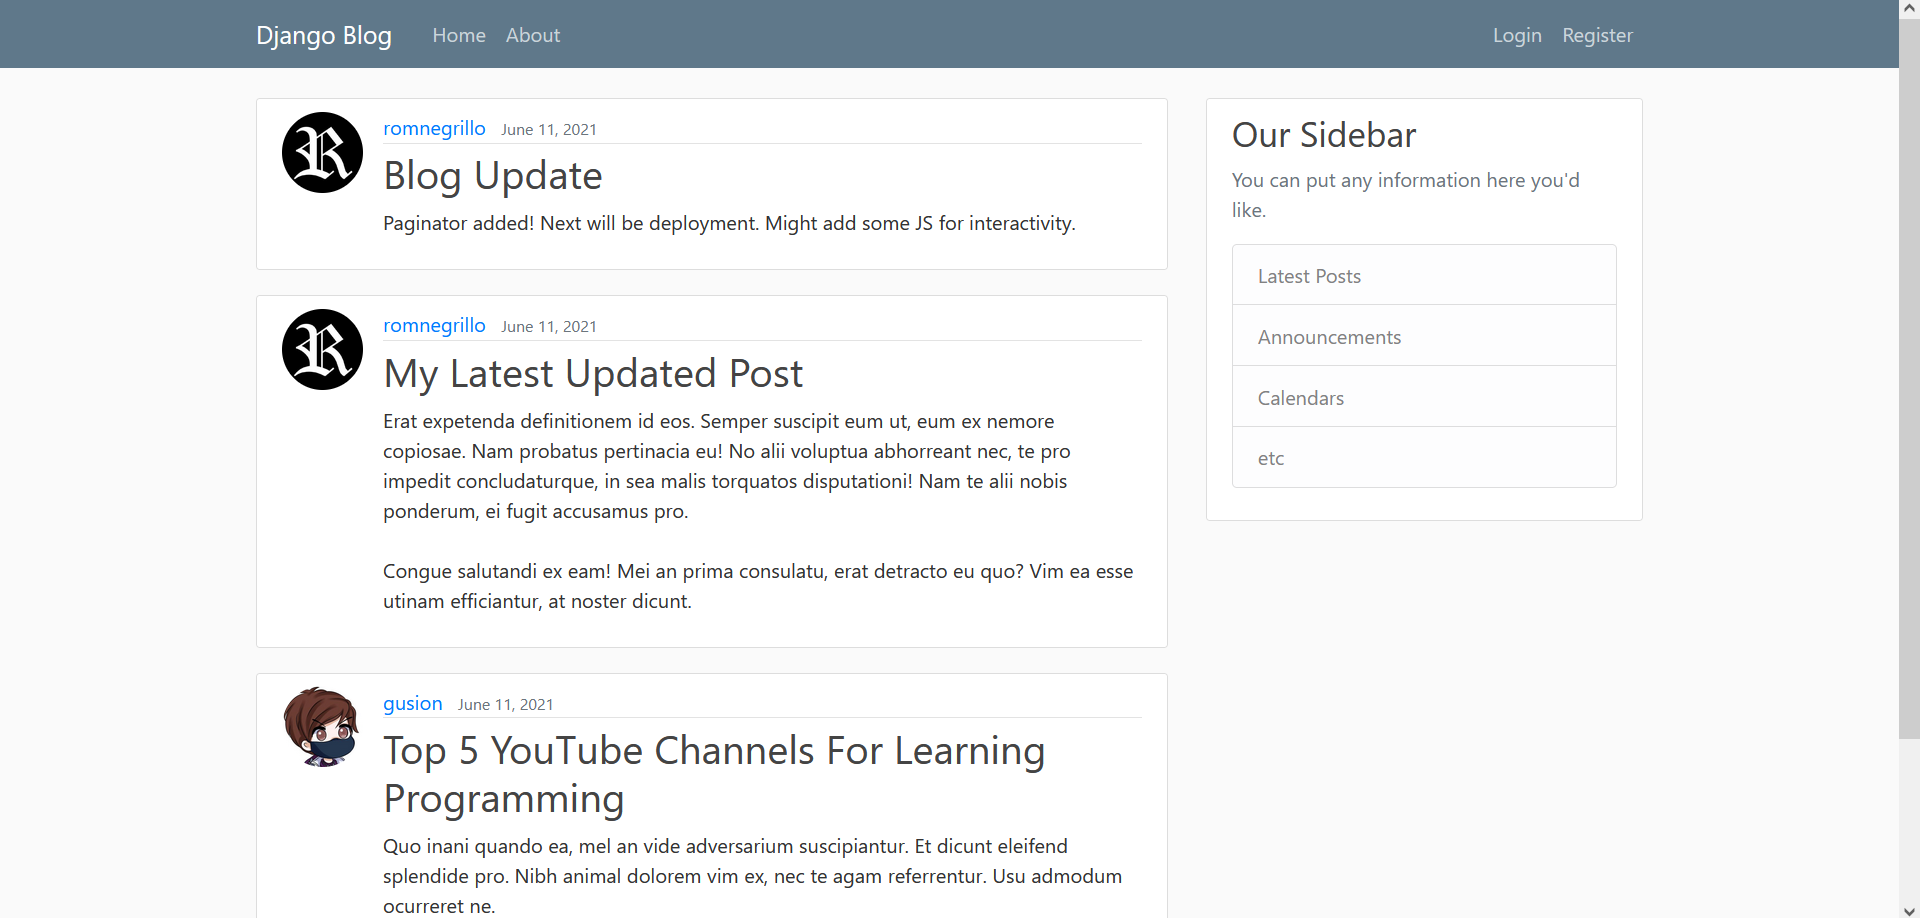 Django Blog Home About Login Register
romnegrillo June 11, 2021
Blog Update
Paginator added! Next will be deployment. Might add some JS for interactivity.
romnegrillo June 11, 2021
My Latest Updated Post
Erat expetenda definitionem id eos. Semper suscipit eum ut, eum ex nemore
copiosae. Nam probatus pertinacia eu! No alii voluptua abhorreant nec, te pro
impedit concludaturque, in sea malis torquatos disputationi! Nam te alii nobis
ponderum, ei fugit accusamus pro.
Congue salutandi ex eam! Mei an prima consulatu, erat detracto eu quo? Vim ea esse
utinam efficiantur, at noster dicunt.
gusion June 11, 2021
Top 5 YouTube Channels For Learning
Programming
Quo inani quando ea, mel an vide adversarium suscipiantur. Et dicunt eleifend
splendide pro. Nibh animal dolorem vim ex, nec te agam referrentur. Usu admodum
ocurreret ne.
Our Sidebar
You can put any information here you'd
like.
Latest Posts
Announcements
Calendars
etc
R
R